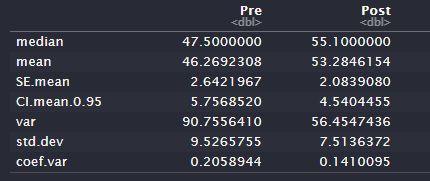 Pre Post
<dbl> <dbl>
median 47.5000000 55.1000000
mean 46.2692308 53.2846154
SE.mean 2.6421967 2.0839080
CI.mean.0.95 5.7568520 4.5404455
var 90.7556410 56.4547436
std.dev 9.5265755 7.5136372
coef.var 0.2058944 0.1410095